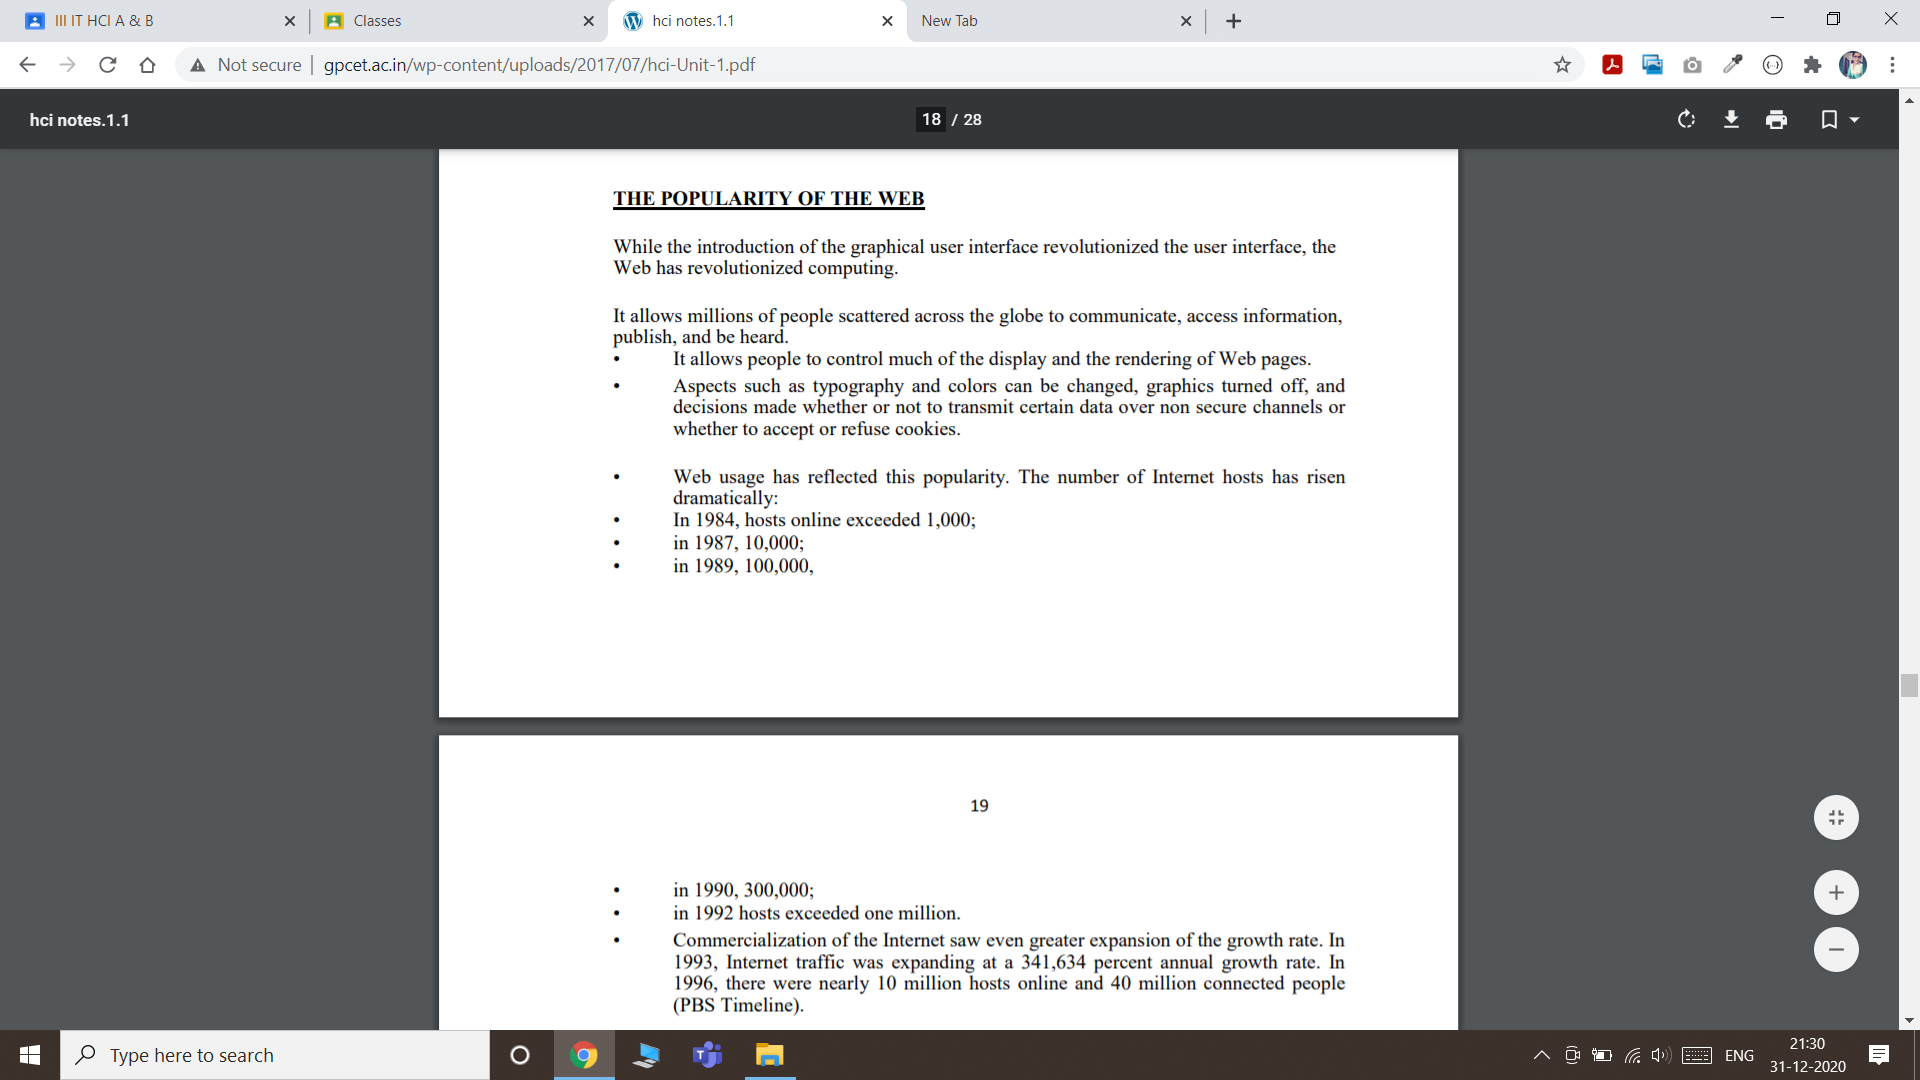 III IT HCI A & B
Classes
hci notes.1.1
New Tab
Not secure
gpcet.ac.in/wp-content/uploads/2017/07/hci-Unit-1.pdf
hci notes.1.1
18 / 28
THE POPULARITY OF THE WEB
While the introduction of the graphical user interface revolutionized the user interface, the
Web has revolutionized computing.
It allows millions of people scattered across the globe to communicate, access information,
publish, and be heard.
• It allows people to control much of the display and the rendering of Web pages.
• Aspects such as typography and colors can be changed, graphics turned off, and
decisions made whether or not to transmit certain data over non secure channels or
whether to accept or refuse cookies.
• Web usage has reflected this popularity. The number of Internet hosts has risen
dramatically:
• In 1984, hosts online exceeded 1,000;
• in 1987, 10,000;
• in 1989, 100,000,
19
• in 1990, 300,000;
• in 1992 hosts exceeded one million.
• Commercialization of the Internet saw even greater expansion of the growth rate. In
1993, Internet traffic was expanding at a 341,634 percent annual growth rate. In
1996, there were nearly 10 million hosts online and 40 million connected people
(PBS Timeline).
Type here to search
ENG
21:30
31-12-2020